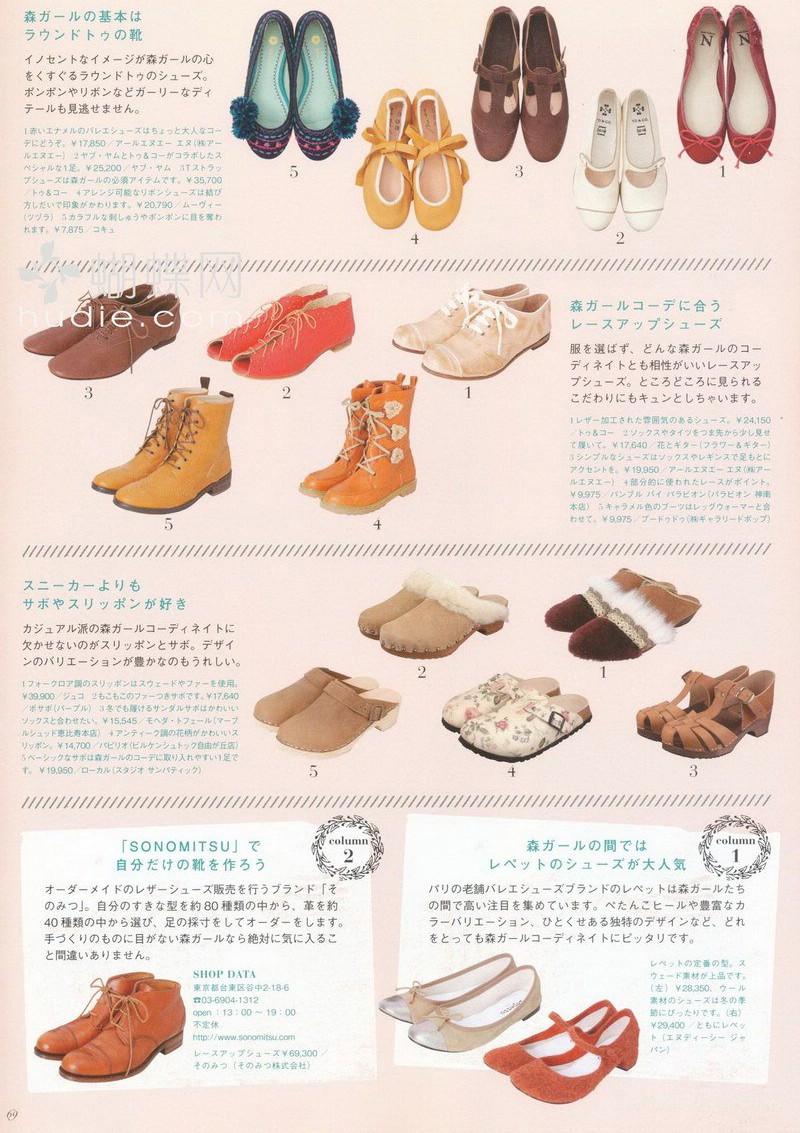 森ガールの基本は
ラウンドトゥの靴
イノセントなイメージが森ガールの心
をくすぐるラウンドトゥのシューズ。
ポンポンやリボンなどガーリーなディ
テールも見逃せません。
1 赤いエナメルのバレエシューズはちょっと大人なコー
デにどうぞ。￥17,850／アールエヌエー エヌ（㈱アー
ルエヌエー） 2 ヤブ・ヤムとトゥ&コーがコラボしたス
ペシャルな1足。￥25,200／ヤブ・ヤム 3 Tストラッ
プシューズは森ガールの必須アイテムです。￥35,700
／トゥ&コー 4 アレンジ可能なリボンシューズは結び
方しだいで印象がかわります。￥20,790／ムーヴィー
（ツヅラ） 5 カラフルな刺しゅうやポンポンに目を奪わ
れます。￥7,875／コキュ
5
4
3
2
1
蝴蝶网
hudie.com
森ガールコーデに合う
レースアップシューズ
服を選ばず、どんな森ガールのコー
ディネイトとも相性がいいレースアッ
プシューズ。ところどころに見られる
こだわりにもキュンとしちゃいます。
1 レザー加工された雰囲気のあるシューズ。￥24,150
／トゥ&コー 2 ソックスやタイツをつま先から少し見せ
て履いて。￥17,640／花とギター（フラワー&ギター）
3 シンプルなシューズはソックスやレギンスで足もとに
アクセントを。￥19,950／アールエヌエー エヌ（㈱アー
ルエヌエー） 4 部分的に使われたレースがポイント。
￥9,975／バンブル バイ パラビオン（パラビオン 神南
本店） 5 キャラメル色のブーツはレッグウォーマーと合
わせて。￥9,975／プードゥドゥ（㈱ギャラリードポップ）
3
2
1
5
4
スニーカーよりも
サボやスリッポンが好き
カジュアル派の森ガールコーディネイトに
欠かせないのがスリッポンとサボ。デザイ
ンのバリエーションが豊かなのもうれしい。
1 フォークロア調のスリッポンはスウェードやファーを使用。
￥39,900／ジュコ 2 もこもこのファーつきサボです。￥17,640
／ポサボ（パープル） 3 冬でも履けるサンダルサボはかわいい
ソックスと合わせたい。￥15,545／モヘダ・トフェール（マーブ
ルシュッド恵比寿本店） 4 アンティーク調の花柄がかわいいス
リッポン。￥14,700／パピリオ（ビルケンシュトック自由が丘店）
5 ベーシックなサボは森ガールのコーデに取り入れやすい1足で
す。￥19,950／ローカル（スタジオ サンパティック）
2
1
5
4
3
column
2
「SONOMITSU」で
自分だけの靴を作ろう
オーダーメイドのレザーシューズ販売を行うブランド「そ
のみつ」。自分のすきな型を約80種類の中から、革を約
40種類の中から選び、足の採寸をしてオーダーをします。
手づくりのものに目がない森ガールなら絶対に気に入るこ
と間違いありません。
SHOP DATA
東京都台東区谷中2-18-6
☎03-6904-1312
open：13：00 ～ 19：00
不定休
http://www.sonomitsu.com
レースアップシューズ￥69,300／
そのみつ（そのみつ株式会社）
column
1
森ガールの間では
レペットのシューズが大人気
パリの老舗バレエシューズブランドのレペットは森ガールたち
の間で高い注目を集めています。ぺたんこヒールや豊富なカ
ラーバリエーション、ひとくせある独特のデザインなど、どれ
をとっても森ガールコーディネイトにピッタリです。
レペットの定番の型。ス
ウェード素材が上品です。
（左）￥28,350、ウール
素材のシューズは冬の季
節にぴったりです。（右）
￥29,400／ともにレペッ
ト（エヌディーシー ジャ
パン）
69